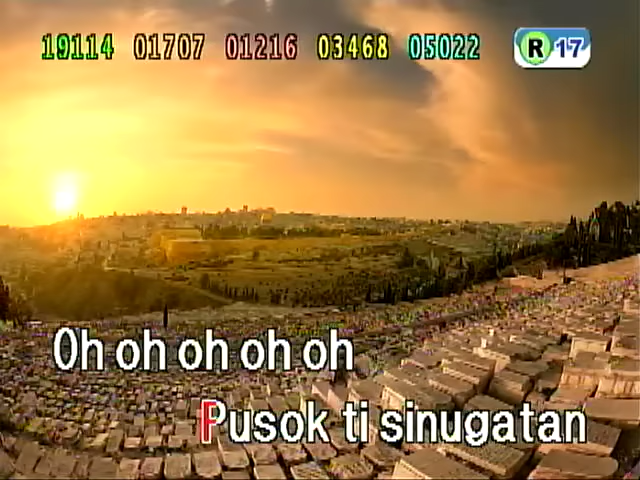 19114 01707 01216 03468 05022 R 17
Oh oh oh oh oh
Pusok ti sinugatan